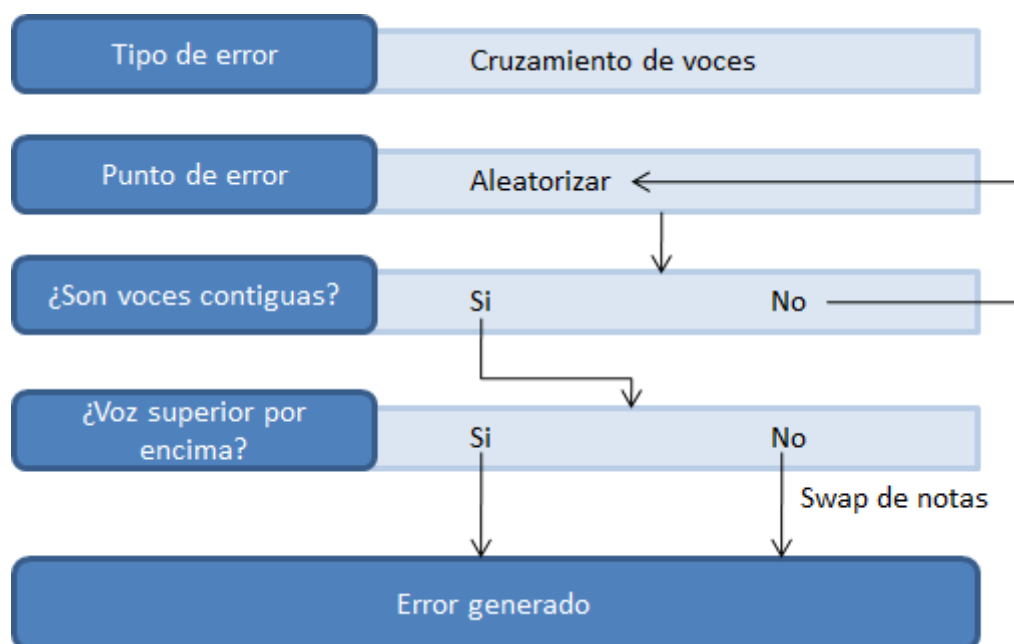 Tipo de error
Cruzamiento de voces
Punto de error
Aleatorizar
¿Son voces contiguas?
Si
No
¿Voz superior por
encima?
Si
No
Swap de notas
Error generado